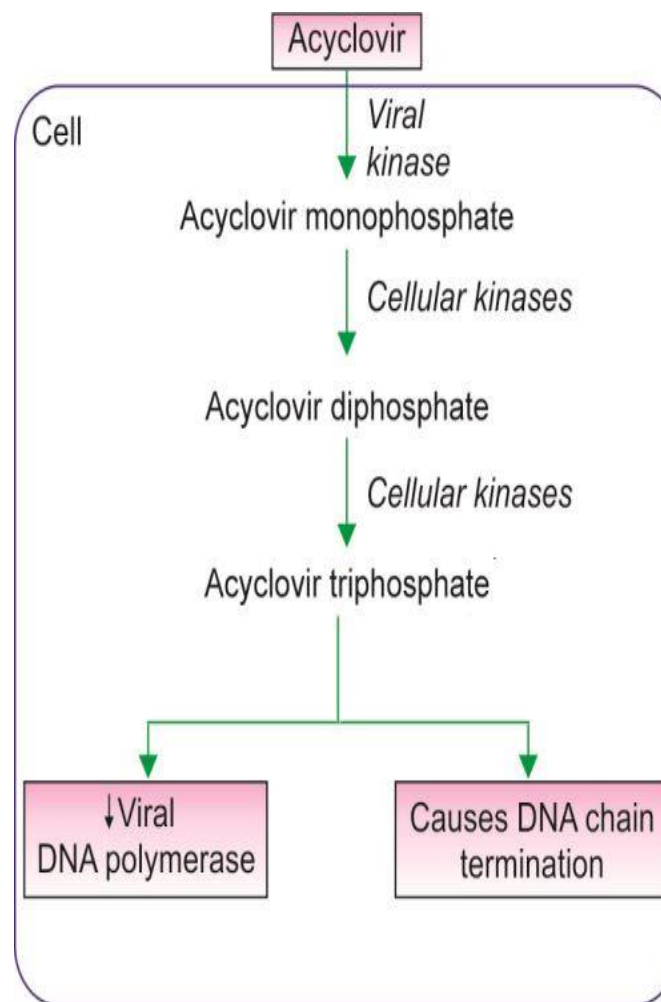 Acyclovir
Cell
Viral
kinase
Acyclovir monophosphate
Cellular kinases
Acyclovir diphosphate
Cellular kinases
Acyclovir triphosphate
↓Viral
DNA polymerase
Causes DNA chain
termination